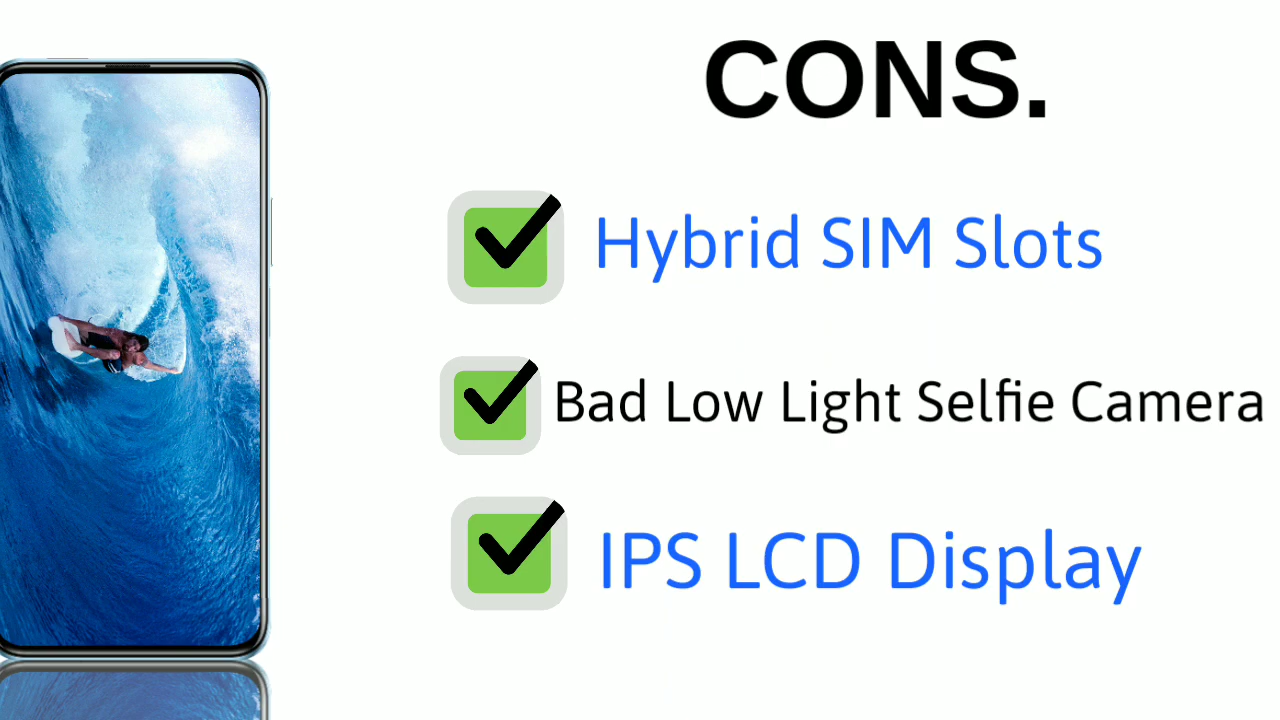 CONS.
Hybrid SIM Slots
Bad Low Light Selfie Camera
IPS LCD Display